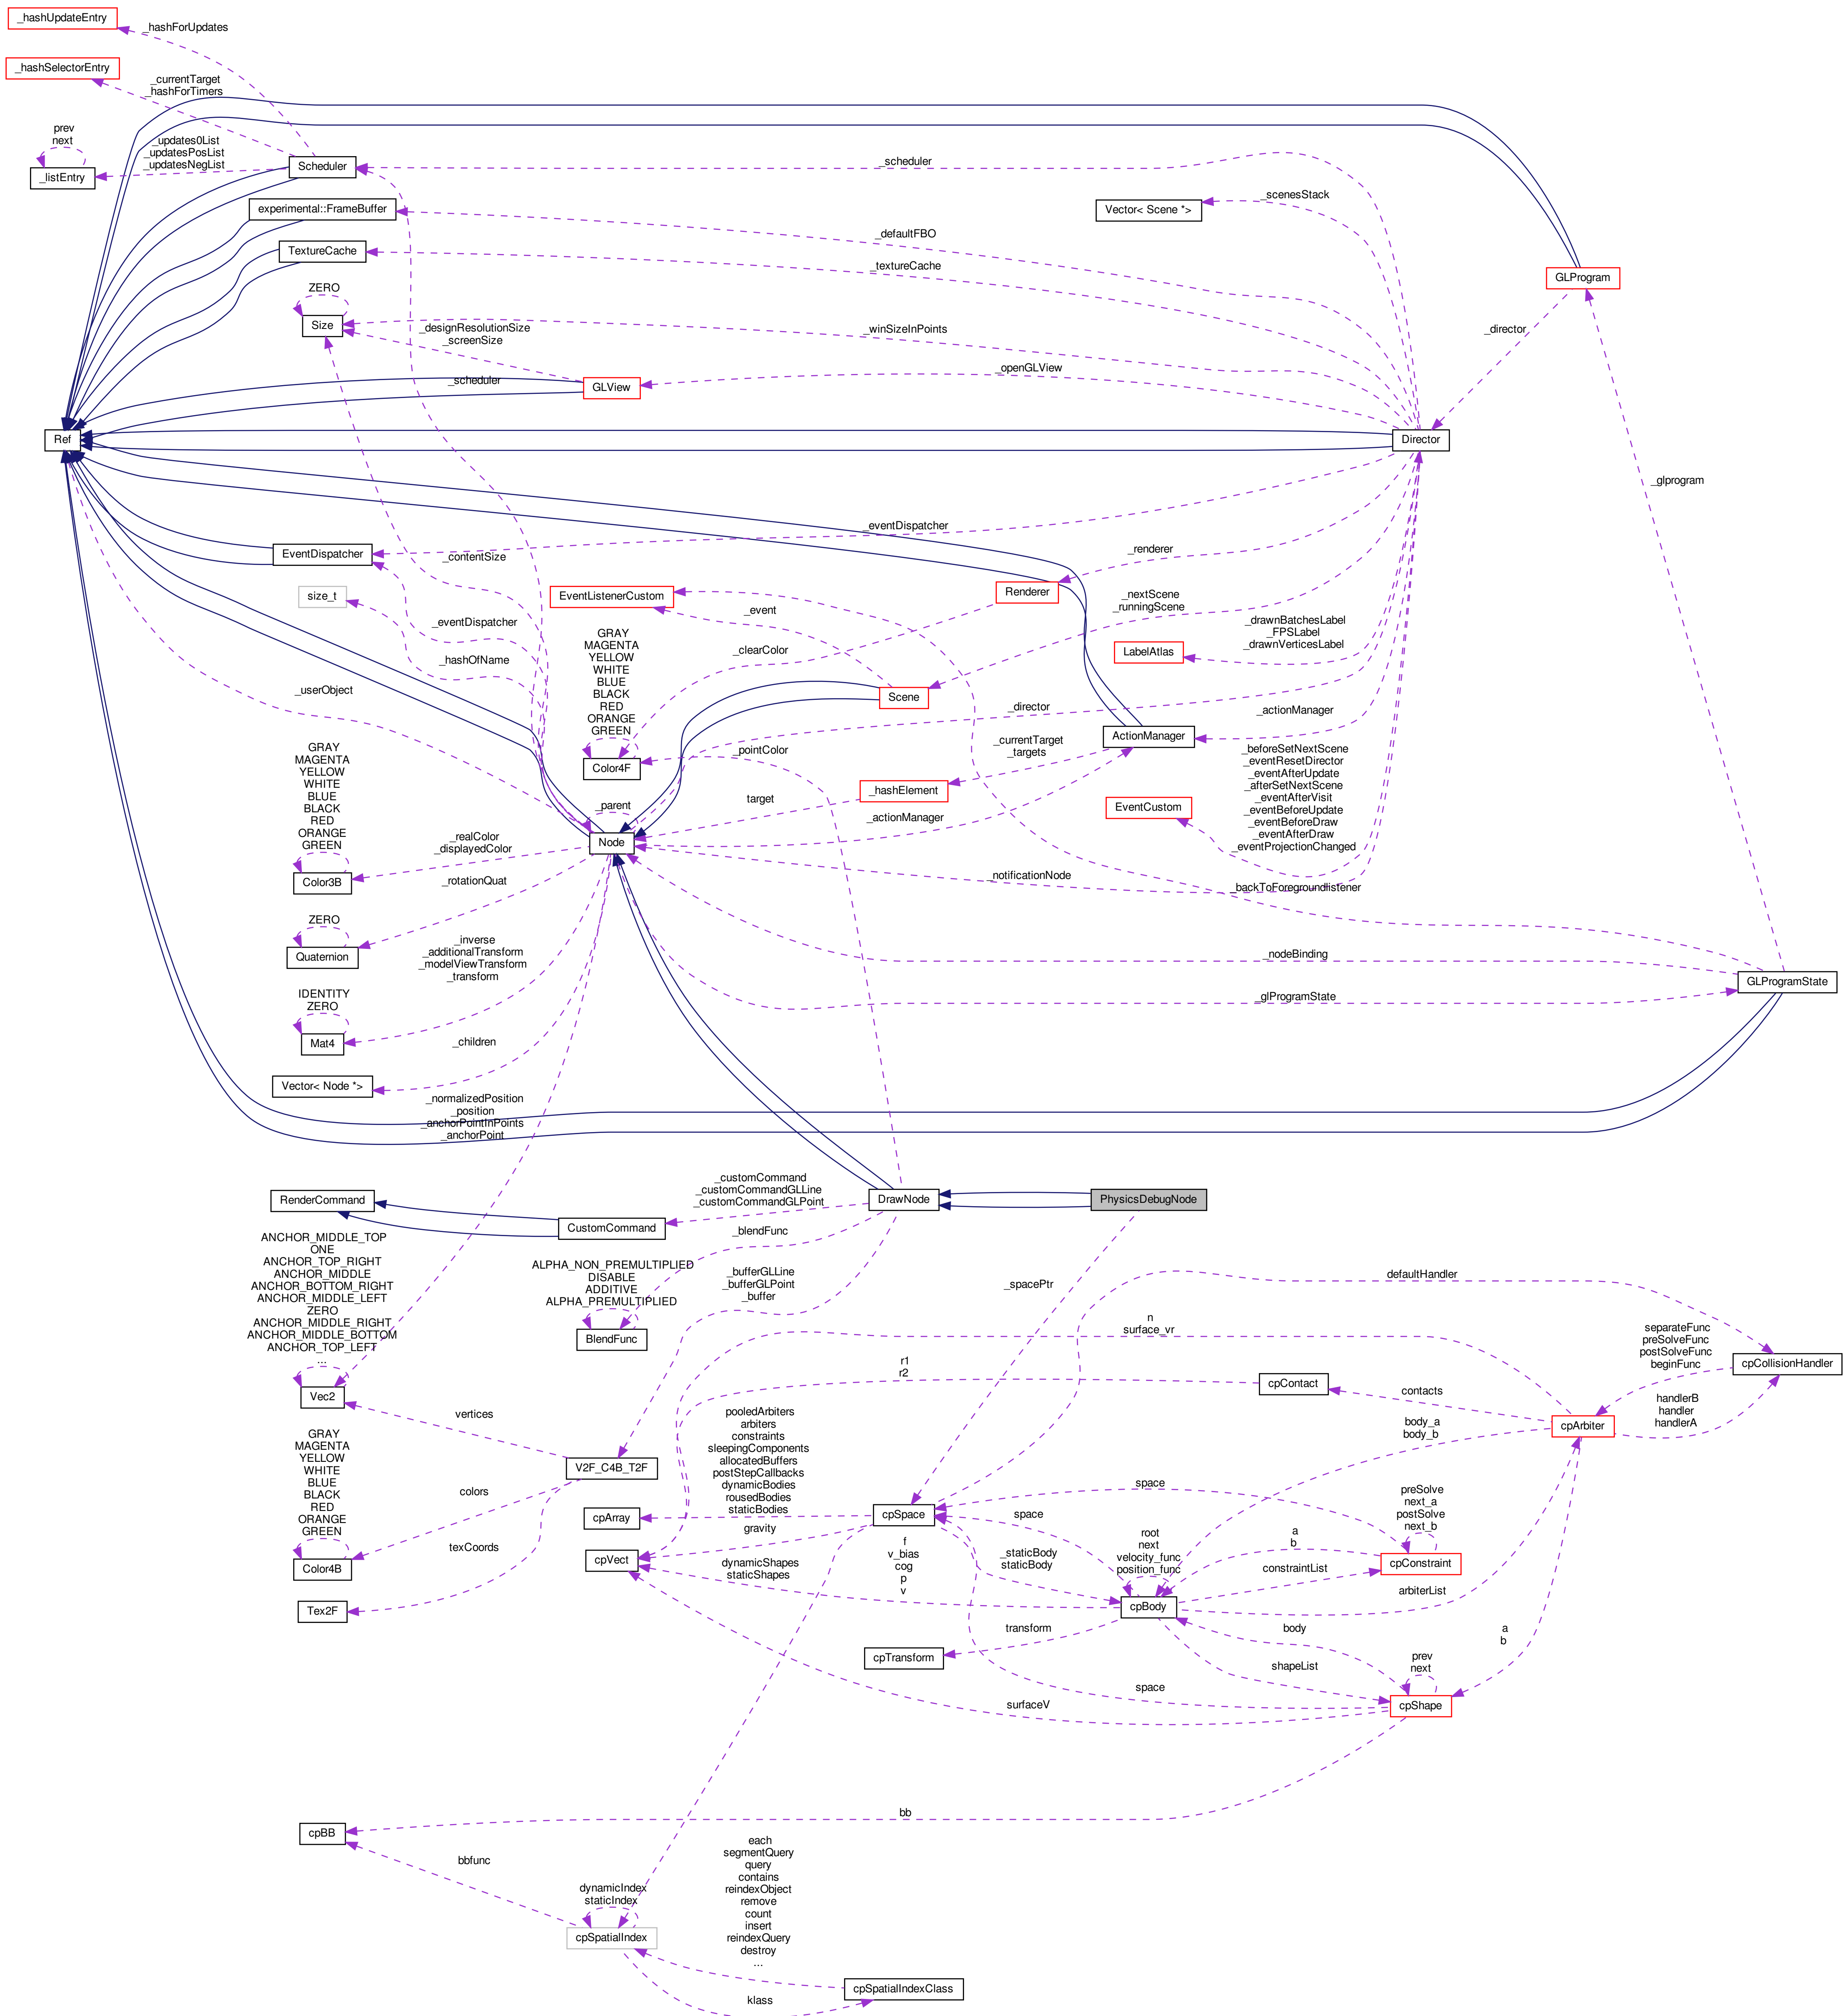 _hashUpdateEntry
_hashForUpdates
_hashSelectorEntry
_currentTarget
_hashForTimers
prev
next
_listEntry
_updates0List
_updatesPosList
_updatesNegList
Scheduler
_scheduler
experimental::FrameBuffer
Vector< Scene *>
_scenesStack
_defaultFBO
TextureCache
_textureCache
GLProgram
ZERO
Size
_designResolutionSize
_screenSize
_winSizeInPoints
_director
_scheduler
GLView
_openGLView
Ref
Director
_glprogram
EventDispatcher
_contentSize
_eventDispatcher
_renderer
size_t
EventListenerCustom
Renderer
_event
_nextScene
_runningScene
_eventDispatcher
_hashOfName
GRAY
MAGENTA
YELLOW
WHITE
BLUE
BLACK
RED
ORANGE
GREEN
_clearColor
LabelAtlas
_drawnBatchesLabel
_FPSLabel
_drawnVerticesLabel
_userObject
Scene
_director
_actionManager
ActionManager
Color4F
_pointColor
_currentTarget
_targets
GRAY
MAGENTA
YELLOW
WHITE
BLUE
BLACK
RED
ORANGE
GREEN
Color3B
_realColor
_displayedColor
_parent
Node
target
_hashElement
_actionManager
EventCustom
_beforeSetNextScene
_eventResetDirector
_eventAfterUpdate
_afterSetNextScene
_eventAfterVisit
_eventBeforeUpdate
_eventBeforeDraw
_eventAfterDraw
_eventProjectionChanged
_rotationQuat
_notificationNode
_backToForegroundlistener
ZERO
Quaternion
_inverse
_additionalTransform
_modelViewTransform
_transform
_nodeBinding
GLProgramState
_glProgramState
IDENTITY
ZERO
Mat4
_children
Vector< Node *>
_normalizedPosition
_position
_anchorPointInPoints
_anchorPoint
RenderCommand
CustomCommand
_customCommand
_customCommandGLLine
_customCommandGLPoint
DrawNode
PhysicsDebugNode
_blendFunc
ANCHOR_MIDDLE_TOP
ONE
ANCHOR_TOP_RIGHT
ANCHOR_MIDDLE
ANCHOR_BOTTOM_RIGHT
ANCHOR_MIDDLE_LEFT
ZERO
ANCHOR_MIDDLE_RIGHT
ANCHOR_MIDDLE_BOTTOM
ANCHOR_TOP_LEFT
...
Vec2
ALPHA_NON_PREMULTIPLIED
DISABLE
ADDITIVE
ALPHA_PREMULTIPLIED
BlendFunc
_bufferGLLine
_bufferGLPoint
_buffer
_spacePtr
defaultHandler
n
surface_vr
separateFunc
preSolveFunc
postSolveFunc
beginFunc
cpCollisionHandler
r1
r2
cpContact
contacts
handlerB
handler
handlerA
cpArbiter
vertices
body_a
body_b
GRAY
MAGENTA
YELLOW
WHITE
BLUE
BLACK
RED
ORANGE
GREEN
Color4B
V2F_C4B_T2F
colors
texCoords
Tex2F
pooledArbiters
arbiters
constraints
sleepingComponents
allocatedBuffers
postStepCallbacks
dynamicBodies
rousedBodies
staticBodies
cpArray
cpSpace
space
space
preSolve
next_a
postSolve
next_b
cpConstraint
gravity
cpVect
dynamicShapes
staticShapes
f
v_bias
cog
p
v
_staticBody
staticBody
root
next
velocity_func
position_func
cpBody
a
b
constraintList
arbiterList
cpTransform
transform
body
shapeList
a
b
prev
next
cpShape
space
surfaceV
bb
cpBB
bbfunc
dynamicIndex
staticIndex
cpSpatialIndex
each
segmentQuery
query
contains
reindexObject
remove
count
insert
reindexQuery
destroy
...
klass
cpSpatialIndexClass